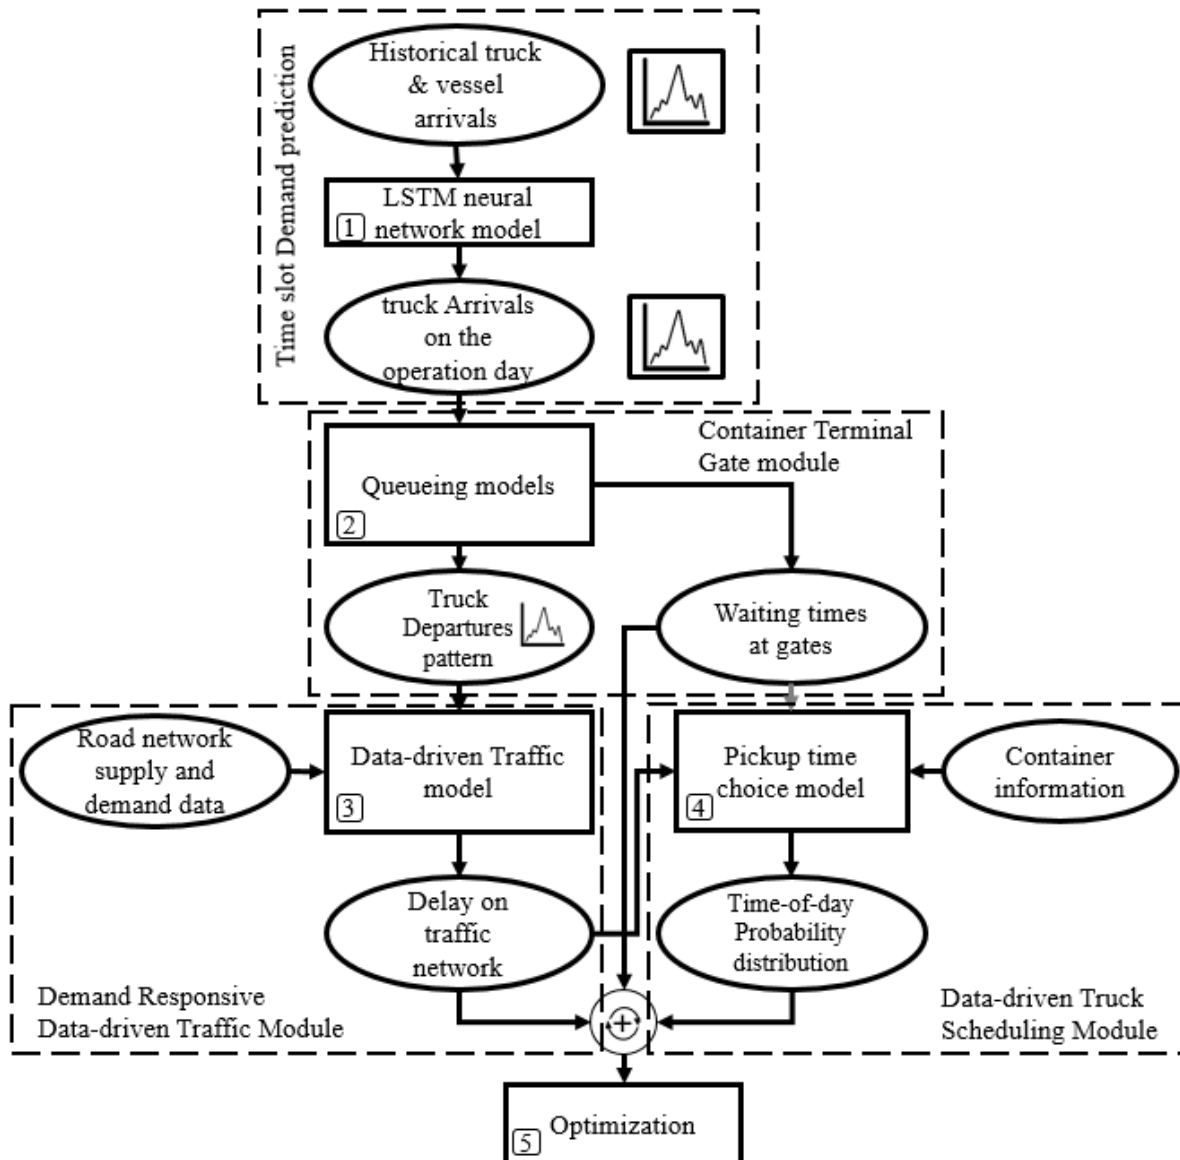 Time slot Demand prediction
Historical truck
& vessel
arrivals
LSTM neural
network model
1
truck Arrivals
on the
operation day
Container Terminal
Gate module
Queueing models
2
Truck
Departures
pattern
Waiting times
at gates
Road network
supply and
demand data
Data-driven Traffic
model
3
Pickup time
choice model
4
Container
information
Delay on
traffic
network
Time-of-day
Probability
distribution
Demand Responsive
Data-driven Traffic Module
Data-driven Truck
Scheduling Module
+
Optimization
5